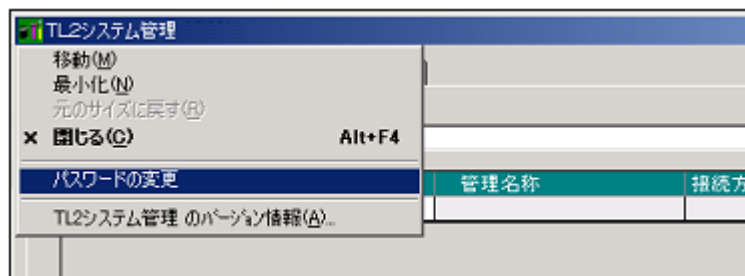 TL2システム管理
移動(M)
最小化(N)
元のサイズに戻す(R)
× 閉じる(C) Alt+F4
パスワードの変更
管理名称 接続方
TL2システム管理 のバージョン情報(A)...